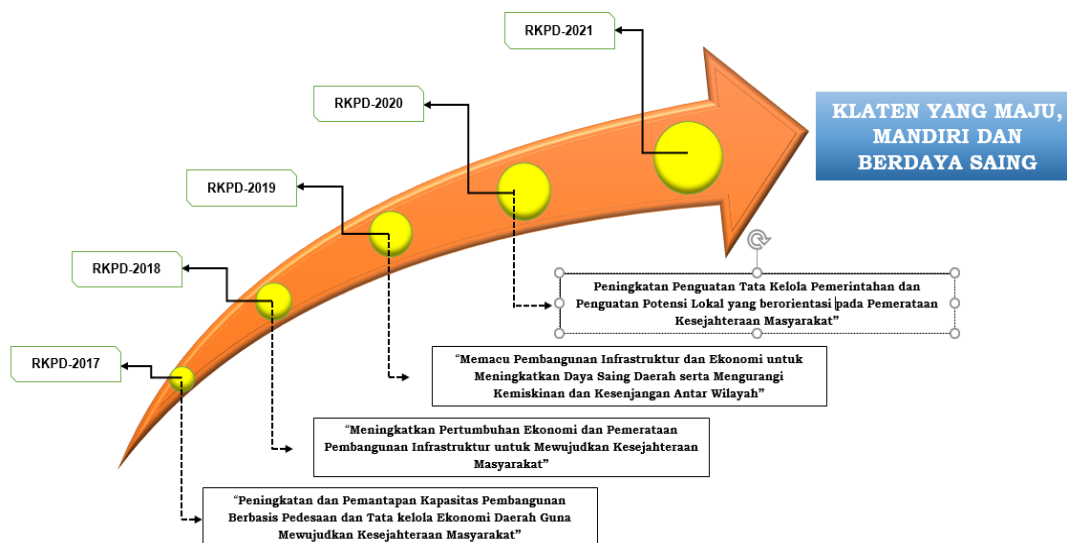 RKPD-2021
RKPD-2020
KLATEN YANG MAJU,
MANDIRI DAN
BERDAYA SAING
RKPD-2019
RKPD-2018
Peningkatan Penguatan Tata Kelola Pemerintahan dan
Penguatan Potensi Lokal yang berorientasi pada Pemerataan
Kesejahteraan Masyarakat”
RKPD-2017
“Memacu Pembangunan Infrastruktur dan Ekonomi untuk
Meningkatkan Daya Saing Daerah serta Mengurangi
Kemiskinan dan Kesenjangan Antar Wilayah”
“Meningkatkan Pertumbuhan Ekonomi dan Pemerataan
Pembangunan Infrastruktur untuk Mewujudkan Kesejahteraan
Masyarakat”
“Peningkatan dan Pemantapan Kapasitas Pembangunan
Berbasis Pedesaan dan Tata kelola Ekonomi Daerah Guna
Mewujudkan Kesejahteraan Masyarakat”